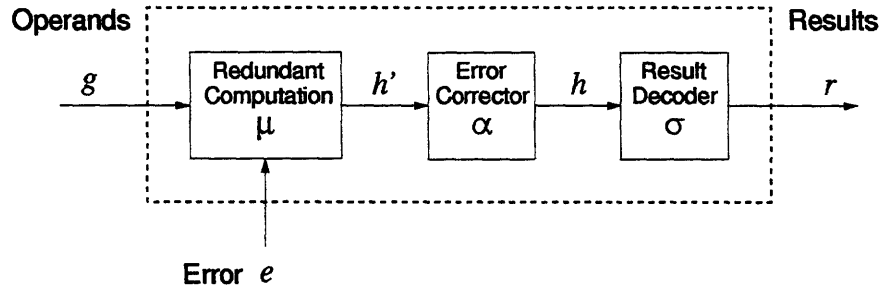 Operands
Results
g
Redundant
Computation
μ
h'
Error
Corrector
α
h
Result
Decoder
σ
r
Error e